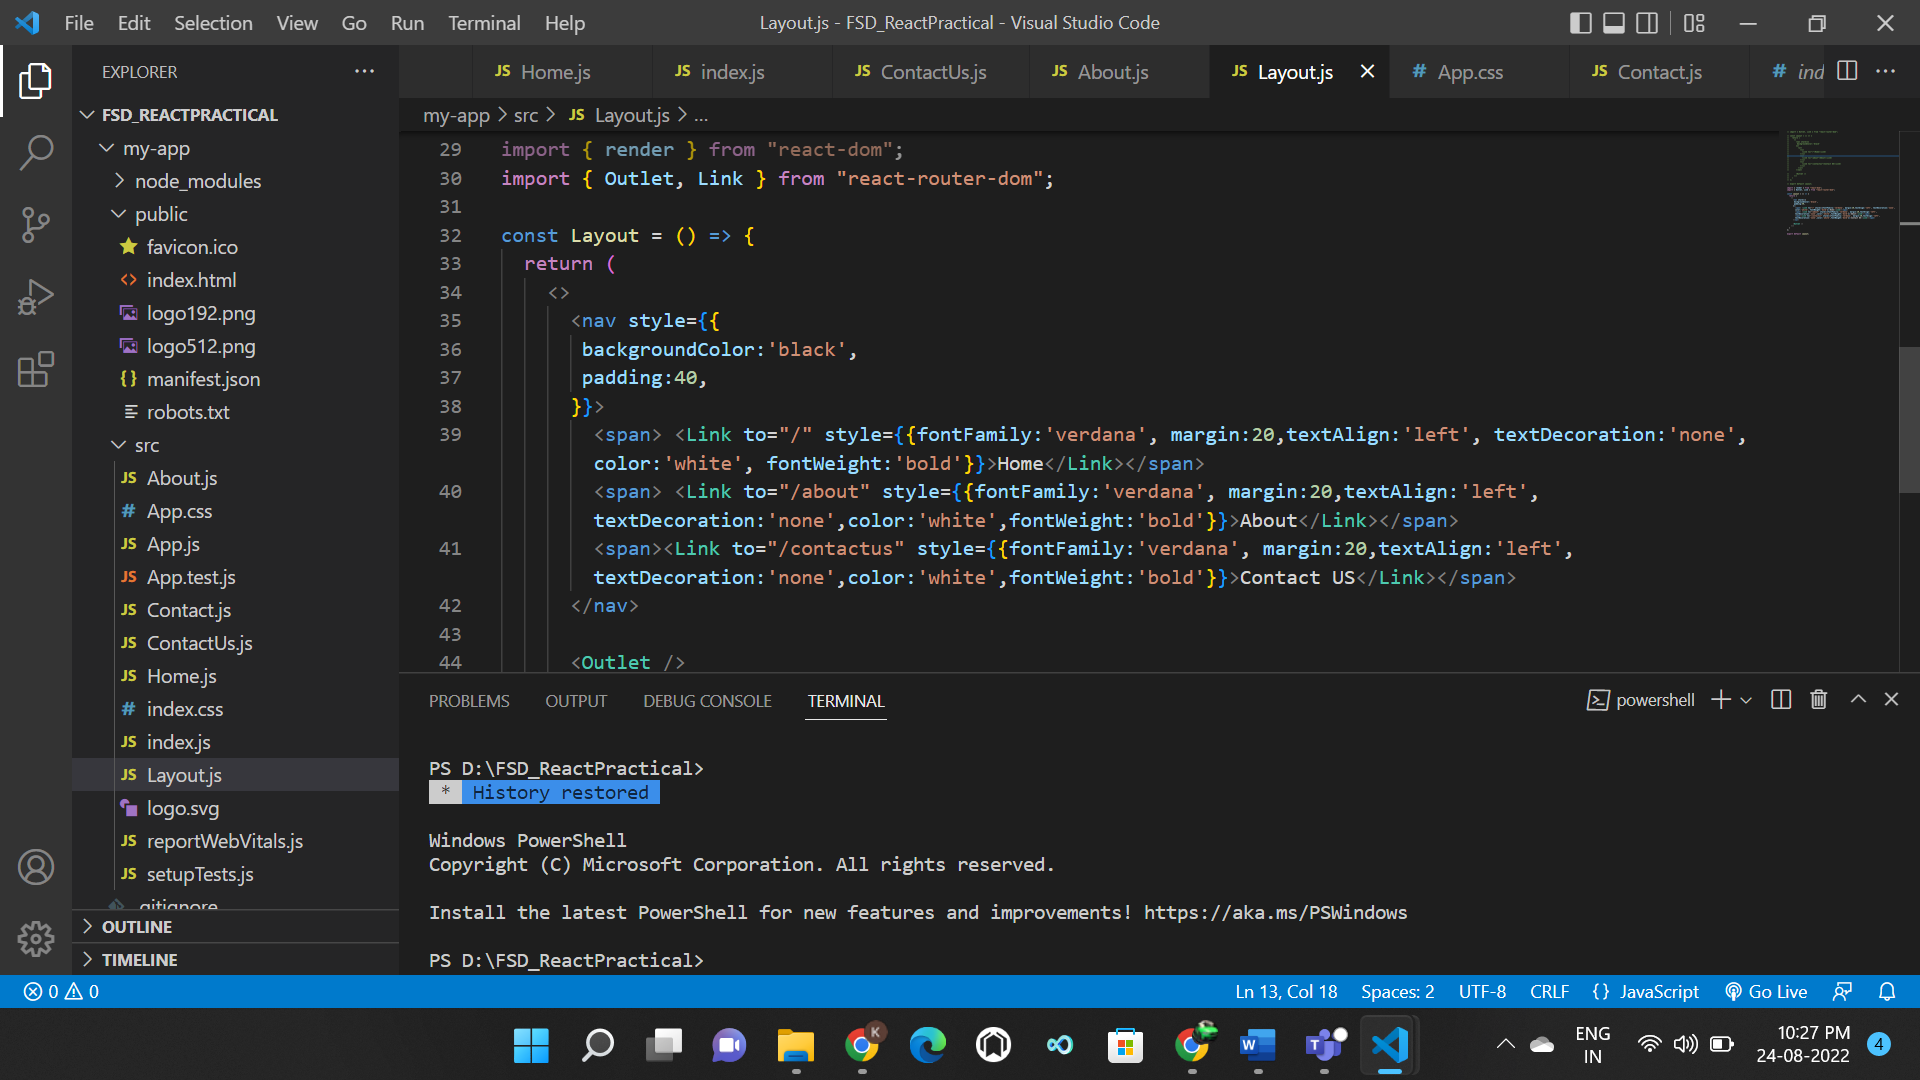 File Edit Selection View Go Run Terminal Help
Layout.js - FSD_ReactPractical - Visual Studio Code
EXPLORER
JS Home.js
JS index.js
JS ContactUs.js
JS About.js
JS Layout.js
# App.css
JS Contact.js
# ind
FSD_REACTPRACTICAL
my-app
node_modules
public
favicon.ico
index.html
logo192.png
logo512.png
{} manifest.json
robots.txt
src
JS About.js
# App.css
JS App.js
JS App.test.js
JS Contact.js
JS ContactUs.js
JS Home.js
# index.css
JS index.js
JS Layout.js
logo.svg
JS reportWebVitals.js
JS setupTests.js
.gitignore
OUTLINE
TIMELINE
my-app > src > JS Layout.js > ...
29 import { render } from "react-dom";
30 import { Outlet, Link } from "react-router-dom";
31
32 const Layout = () => {
33 return (
34 <>
35 <nav style={{
36 backgroundColor:'black',
37 padding:40,
38 }}>
39 <span> <Link to="/" style={{fontFamily:'verdana', margin:20,textAlign:'left', textDecoration:'none',
color:'white', fontWeight:'bold'}}>Home</Link></span>
40 <span> <Link to="/about" style={{fontFamily:'verdana', margin:20,textAlign:'left',
textDecoration:'none',color:'white',fontWeight:'bold'}}>About</Link></span>
41 <span><Link to="/contactus" style={{fontFamily:'verdana', margin:20,textAlign:'left',
textDecoration:'none',color:'white',fontWeight:'bold'}}>Contact US</Link></span>
42 </nav>
43
44 <Outlet />
PROBLEMS OUTPUT DEBUG CONSOLE TERMINAL
powershell
PS D:\FSD_ReactPractical>
* History restored
Windows PowerShell
Copyright (C) Microsoft Corporation. All rights reserved.
Install the latest PowerShell for new features and improvements! https://aka.ms/PSWindows
PS D:\FSD_ReactPractical>
0 0
Ln 13, Col 18 Spaces: 2 UTF-8 CRLF {} JavaScript Go Live
K
W
T
ENG
IN
10:27 PM
24-08-2022
4